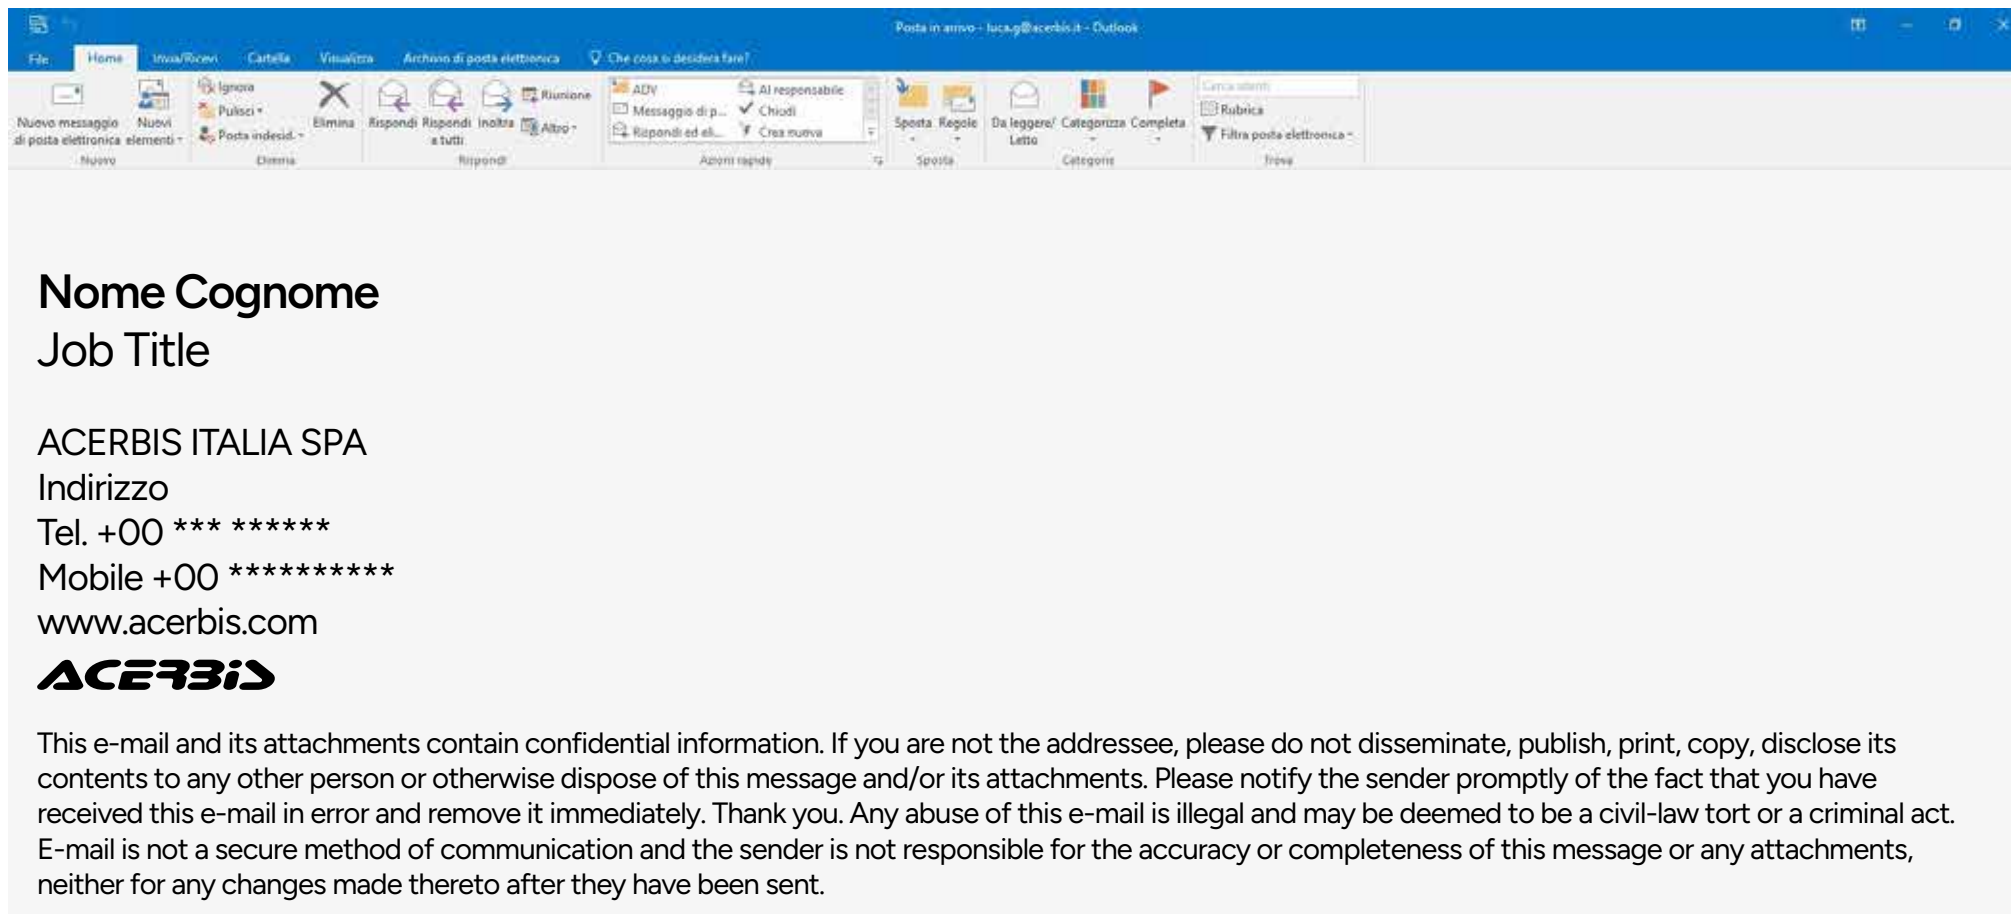 Posta in arrivo - luca.g@acerbis.it - Outlook
File Home Invia/Ricevi Cartella Visualizza Archivio di posta elettronica Che cosa si desidera fare?
Nuovo messaggio di posta elettronica
Nuovi elementi
Nuovo
Ignora
Pulisci
Posta indesid.
Elimina
Elimina
Rispondi
Rispondi a tutti
Inoltra
Riunione
Altro
Rispondi
ADV
Messaggio di p...
Rispondi ed eli...
Al responsabile
Chiudi
Crea nuova
Azioni rapide
Sposta
Regole
Sposta
Da leggere/ Letto
Categorizza
Completa
Categorie
Cerca utenti
Rubrica
Filtra posta elettronica
Trova
Nome Cognome
Job Title
ACERBIS ITALIA SPA
Indirizzo
Tel. +00 *** ******
Mobile +00 **********
www.acerbis.com
ACERBIS
This e-mail and its attachments contain confidential information. If you are not the addressee, please do not disseminate, publish, print, copy, disclose its
contents to any other person or otherwise dispose of this message and/or its attachments. Please notify the sender promptly of the fact that you have
received this e-mail in error and remove it immediately. Thank you. Any abuse of this e-mail is illegal and may be deemed to be a civil-law tort or a criminal act.
E-mail is not a secure method of communication and the sender is not responsible for the accuracy or completeness of this message or any attachments,
neither for any changes made thereto after they have been sent.